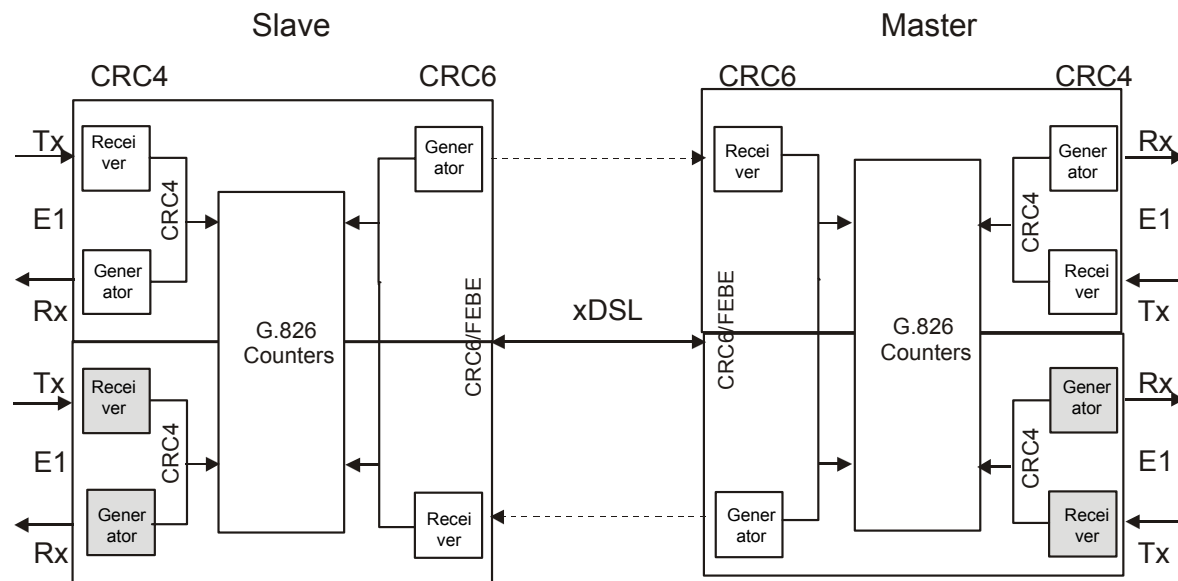 Slave
Master
CRC4
CRC6
CRC6
CRC4
Tx
Recei
ver
CRC4
E1
Gener
ator
Rx
Gener
ator
Recei
ver
Gener
ator
Rx
CRC4
E1
Recei
ver
Tx
G.826
Counters
CRC6/FEBE
xDSL
CRC6/FEBE
G.826
Counters
Tx
Recei
ver
CRC4
E1
Gener
ator
Rx
Recei
ver
Gener
ator
Gener
ator
Rx
CRC4
E1
Recei
ver
Tx